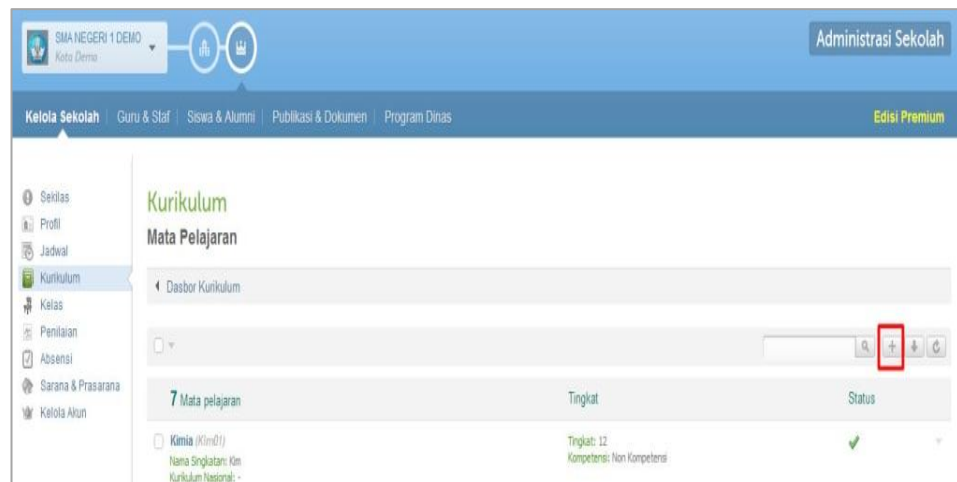 SMA NEGERI 1 DEMO
Kota Demo
Administrasi Sekolah
Kelola Sekolah | Guru & Staf | Siswa & Alumni | Publikasi & Dokumen | Program Dinas
Edisi Premium
Sekilas
Profil
Jadwal
Kurikulum
Kelas
Penilaian
Absensi
Sarana & Prasarana
Kelola Akun
Kurikulum
Mata Pelajaran
Dasbor Kurikulum
7 Mata pelajaran Tingkat Status
Kimia (Kim01)
Nama Singkatan: Kim
Kurikulum Nasional: -
Tingkat: 12
Kompetensi: Non Kompetensi